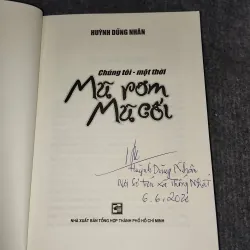 HUỲNH DŨNG NHÂN
Chúng tôi - một thời
Mũ rơm
Mũ cối
Huỳnh Dũng Nhân
6.6.202
NHÀ XUẤT BẢN TỔNG HỢP THÀNH PHỐ HỒ CHÍ MINH